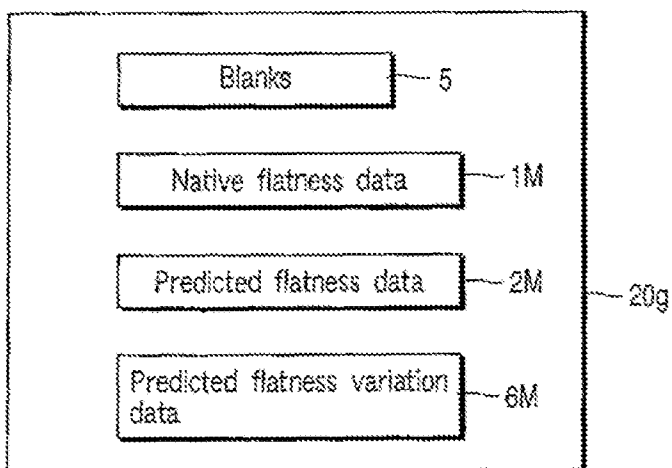 Blanks 5
Native flatness data 1M
Predicted flatness data 2M
20g
Predicted flatness variation
data 6M